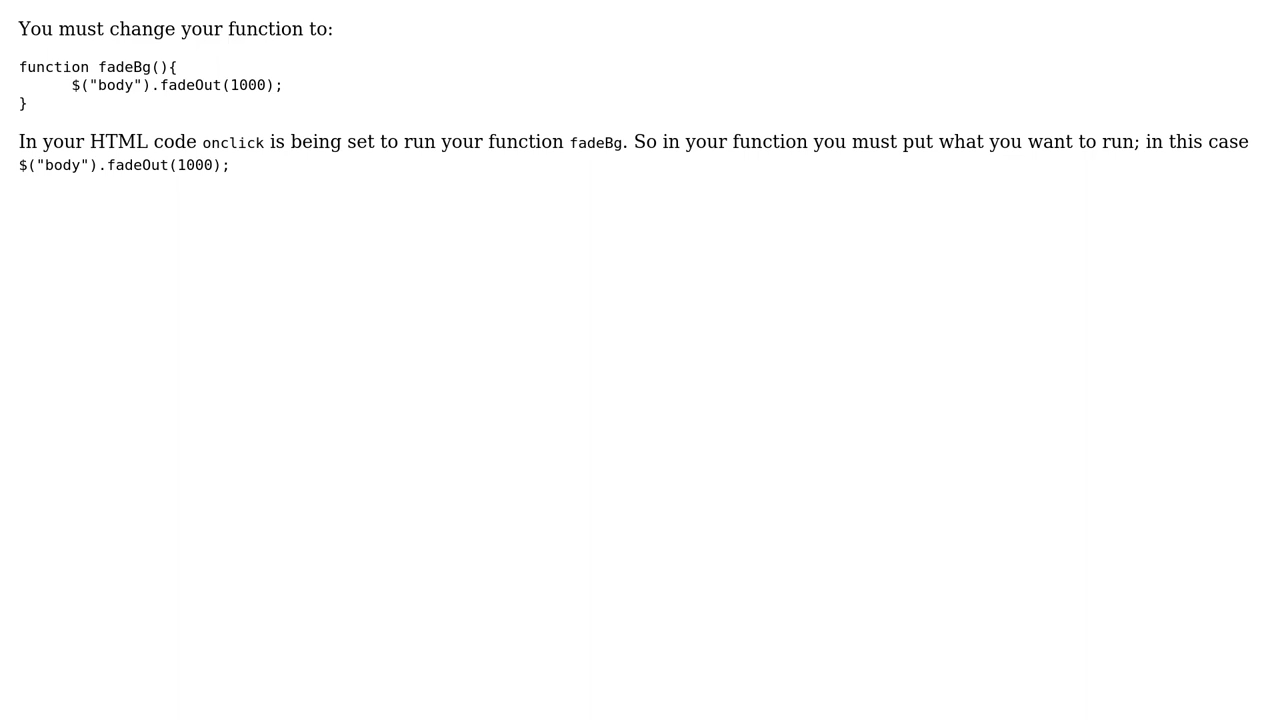 You must change your function to:
function fadeBg(){
      $("body").fadeOut(1000);
}
In your HTML code onclick is being set to run your function fadeBg. So in your function you must put what you want to run; in this case
$("body").fadeOut(1000);